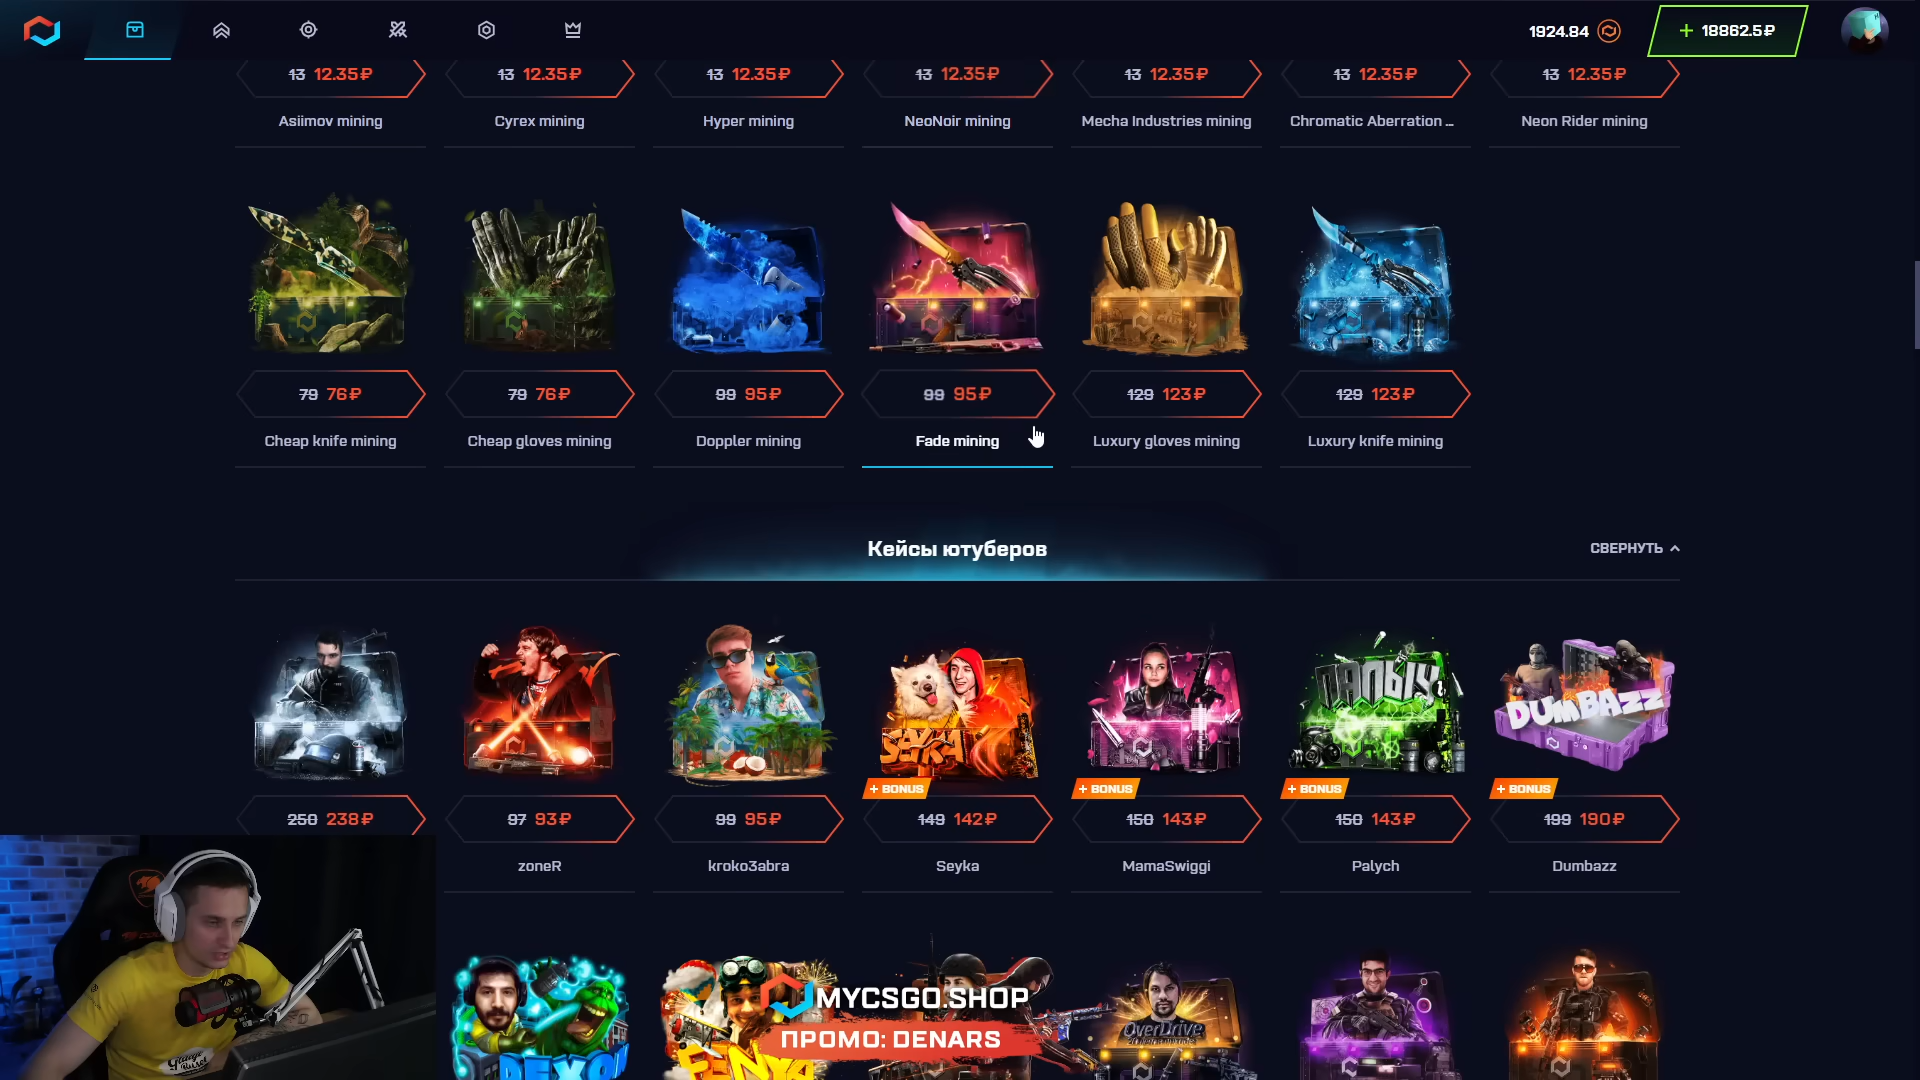 1924.84
+ 18862.5₽
13 12.35₽
13 12.35₽
13 12.35₽
13 12.35₽
13 12.35₽
13 12.35₽
13 12.35₽
Asiimov mining
Cyrex mining
Hyper mining
NeoNoir mining
Mecha Industries mining
Chromatic Aberration ...
Neon Rider mining
79 76₽
79 76₽
99 95₽
99 95₽
129 123₽
129 123₽
Cheap knife mining
Cheap gloves mining
Doppler mining
Fade mining
Luxury gloves mining
Luxury knife mining
Кейсы ютуберов
СВЕРНУТЬ
SEYKA
ПАЛЫЧ
DUMBAZZ
+ BONUS
+ BONUS
+ BONUS
+ BONUS
250 238₽
97 93₽
99 95₽
149 142₽
150 143₽
150 143₽
199 190₽
zoneR
kroko3abra
Seyka
MamaSwiggi
Palych
Dumbazz
MYCSGO.SHOP
ПРОМО: DENARS
OVERDRIVE
FENYA